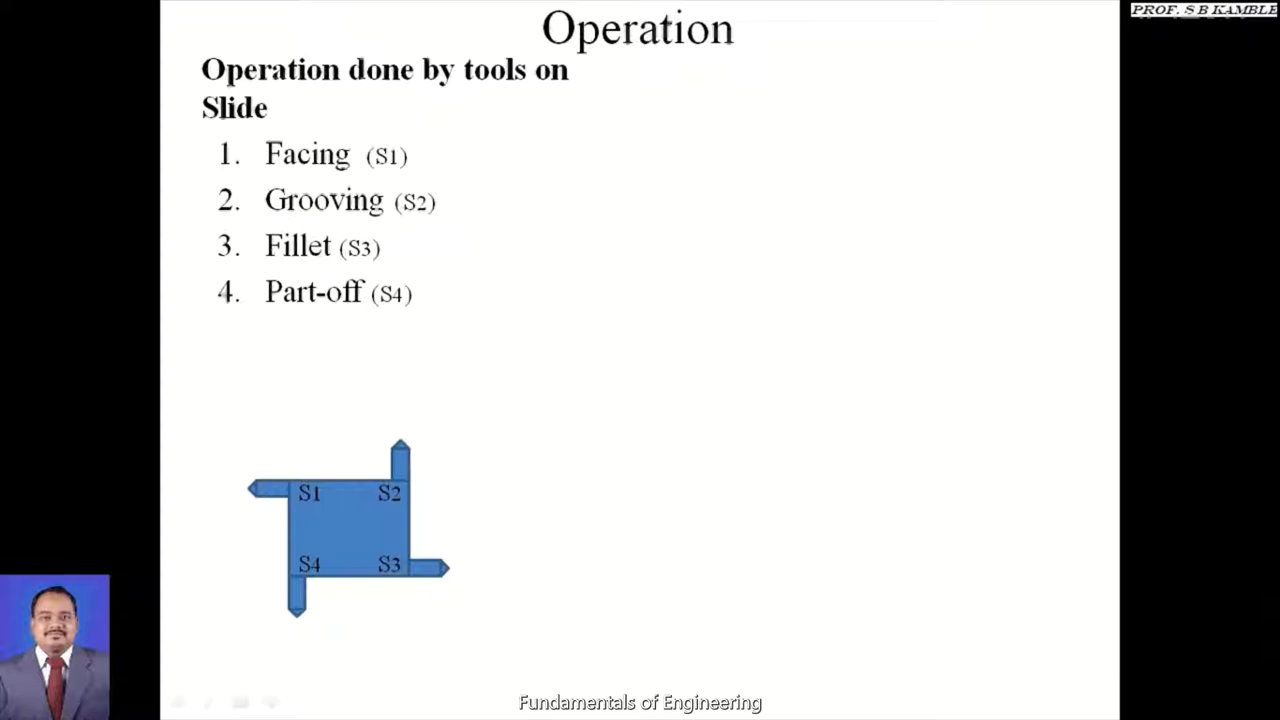 PROF. S B KAMBLE
Operation
Operation done by tools on
Slide
1. Facing (S1)
2. Grooving (S2)
3. Fillet (S3)
4. Part-off (S4)
S1 S2
S4 S3
Fundamentals of Engineering